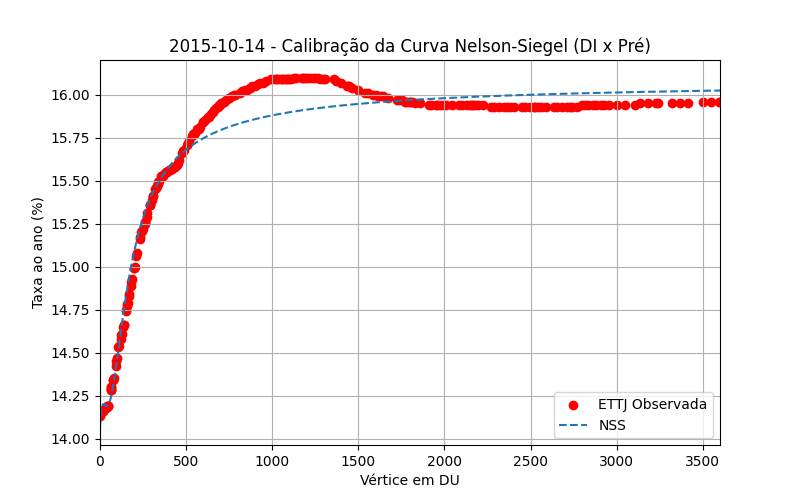 2015-10-14 - Calibração da Curva Nelson-Siegel (DI x Pré)
Taxa ao ano (%)
16.00
15.75
15.50
15.25
15.00
14.75
14.50
14.25
14.00
ETTJ Observada
NSS
0 500 1000 1500 2000 2500 3000 3500
Vértice em DU